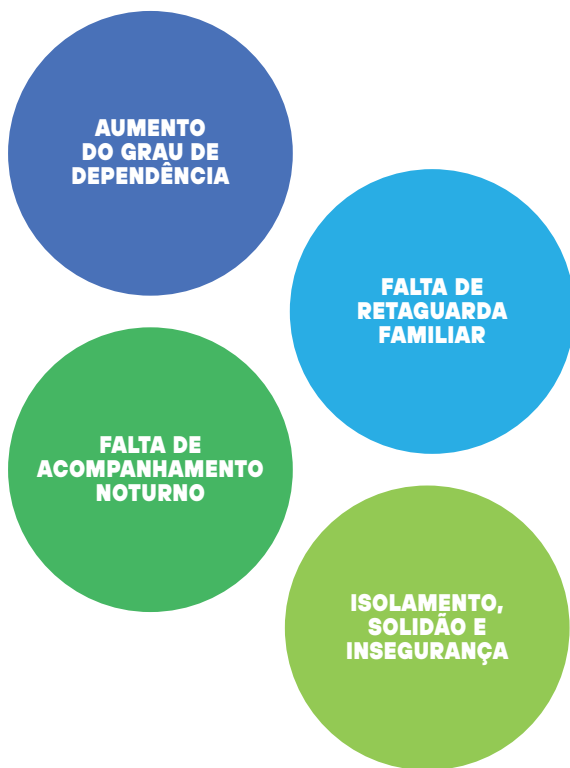 AUMENTO
DO GRAU DE
DEPENDÊNCIA
FALTA DE
RETAGUARDA
FAMILIAR
FALTA DE
ACOMPANHAMENTO
NOTURNO
ISOLAMENTO,
SOLIDÃO E
INSEGURANÇA